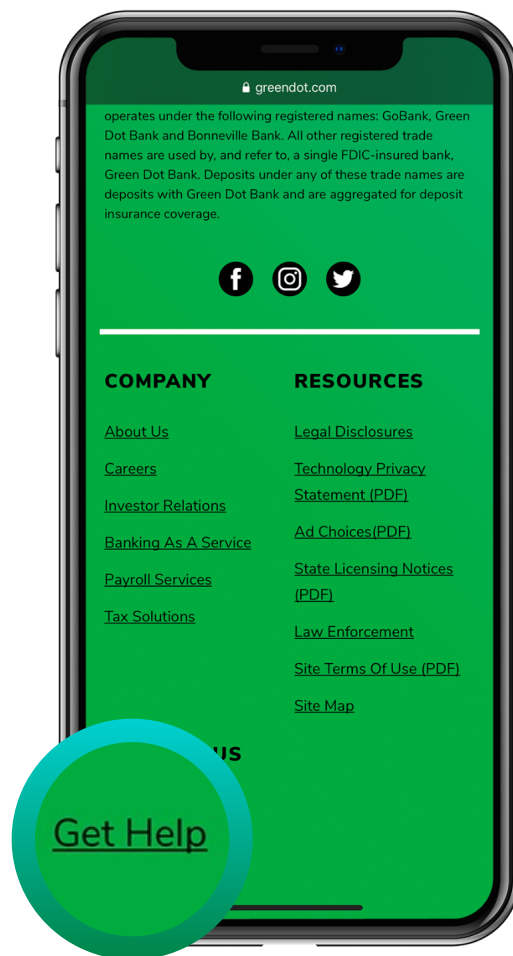 greendot.com
operates under the following registered names: GoBank, Green
Dot Bank and Bonneville Bank. All other registered trade
names are used by, and refer to, a single FDIC-insured bank,
Green Dot Bank. Deposits under any of these trade names are
deposits with Green Dot Bank and are aggregated for deposit
insurance coverage.
COMPANY
About Us
Careers
Investor Relations
Banking As A Service
Payroll Services
Tax Solutions
RESOURCES
Legal Disclosures
Technology Privacy
Statement (PDF)
Ad Choices(PDF)
State Licensing Notices
(PDF)
Law Enforcement
Site Terms Of Use (PDF)
Site Map
US
Get Help